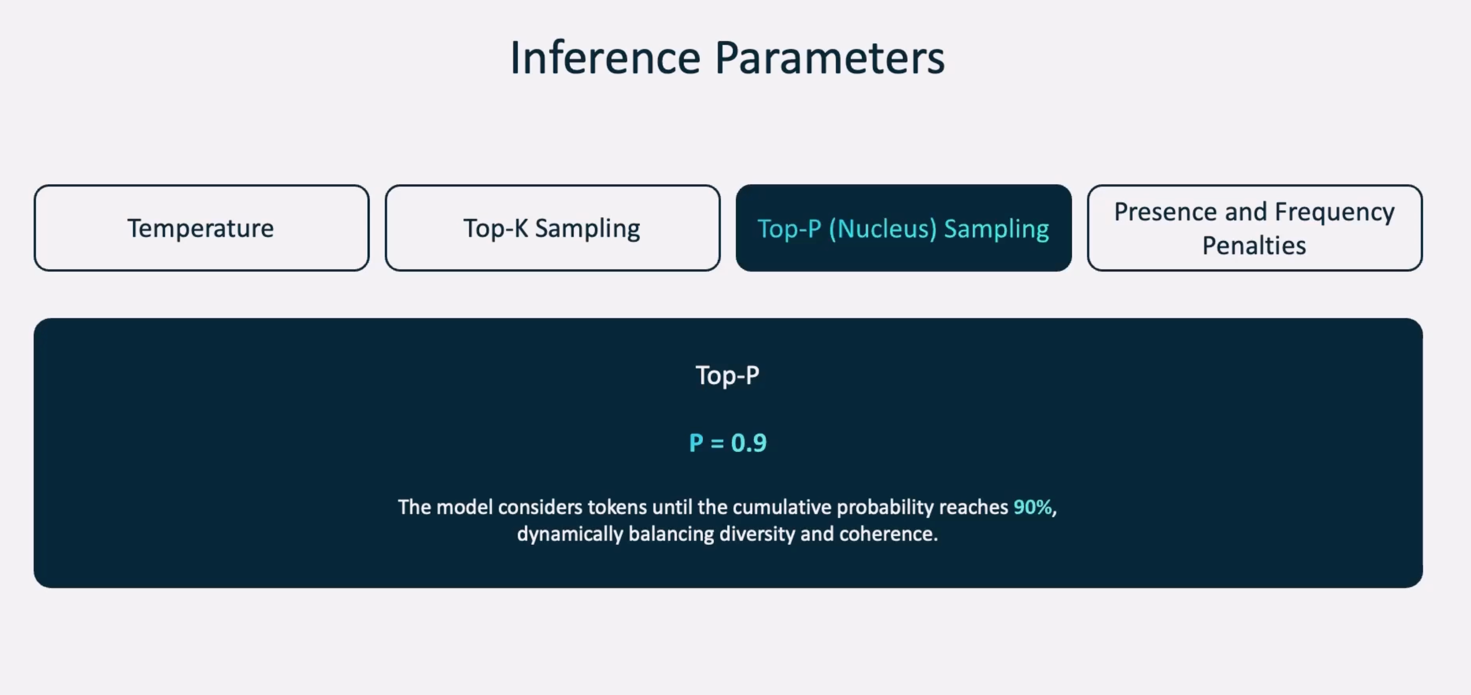 Inference Parameters
Temperature
Top-K Sampling
Top-P (Nucleus) Sampling
Presence and Frequency
Penalties
Top-P
P = 0.9
The model considers tokens until the cumulative probability reaches 90%,
dynamically balancing diversity and coherence.